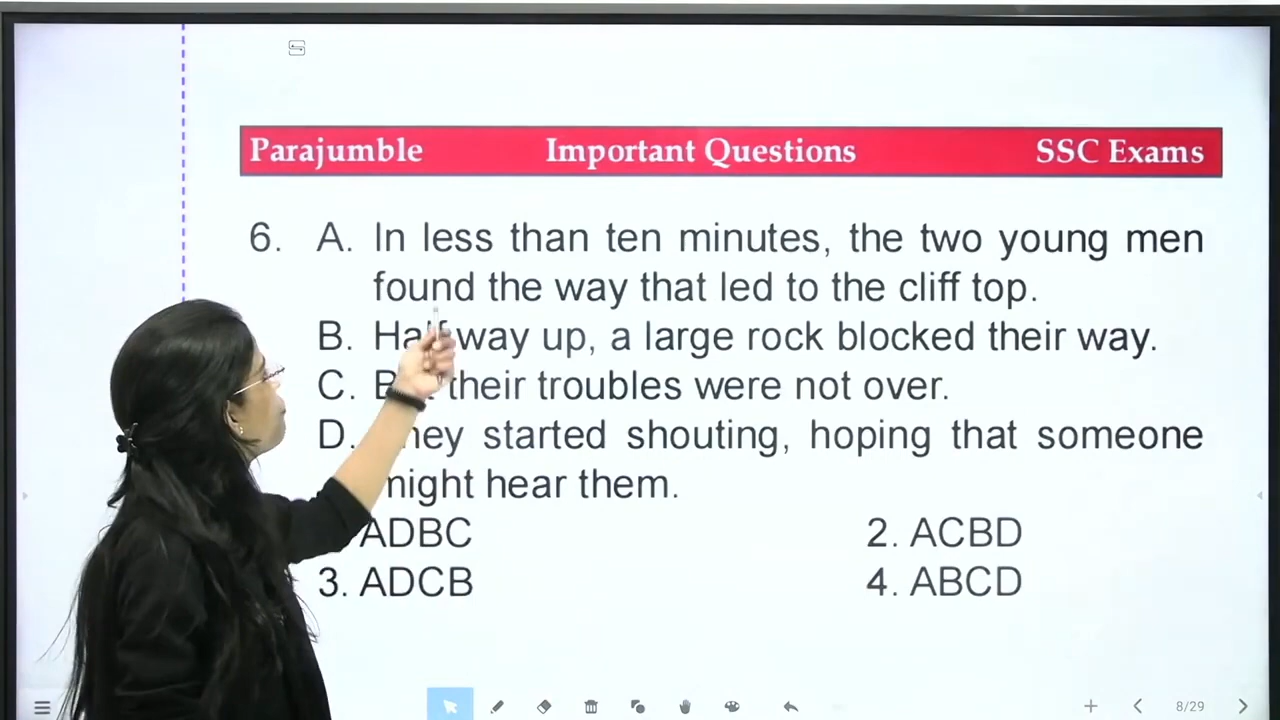 Parajumble Important Questions SSC Exams
6. A. In less than ten minutes, the two young men
found the way that led to the cliff top.
B. Half way up, a large rock blocked their way.
C. their troubles were not over.
D. started shouting, hoping that someone
might hear them.
ADBC 2. ACBD
3. ADCB 4. ABCD
8/29